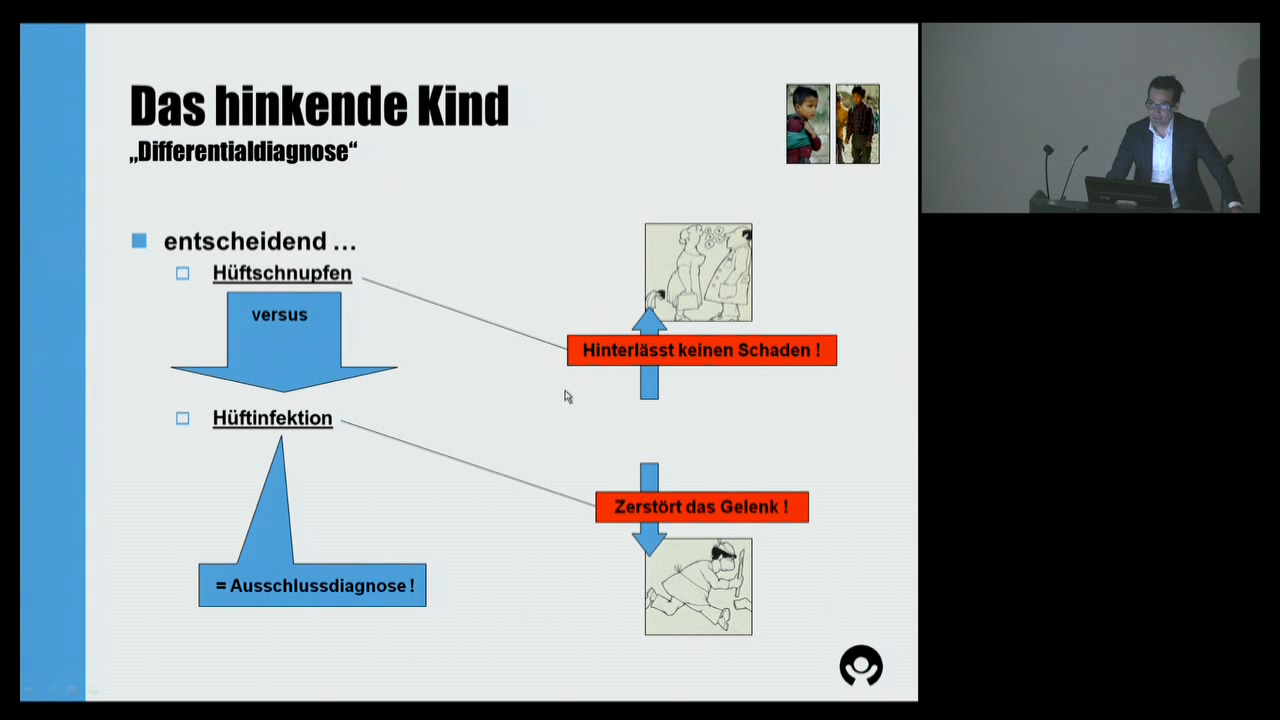 Das hinkende Kind
„Differentialdiagnose“
entscheidend …
Hüftschnupfen
versus
Hinterlässt keinen Schaden !
Hüftinfektion
Zerstört das Gelenk !
= Ausschlussdiagnose !